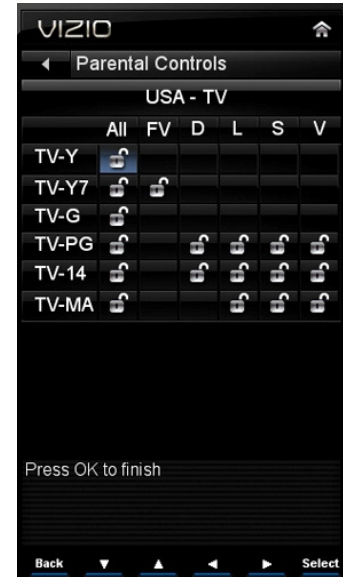 VIZIO
Parental Controls
USA - TV
All FV D L S V
TV-Y
TV-Y7
TV-G
TV-PG
TV-14
TV-MA
Press OK to finish
Back Select